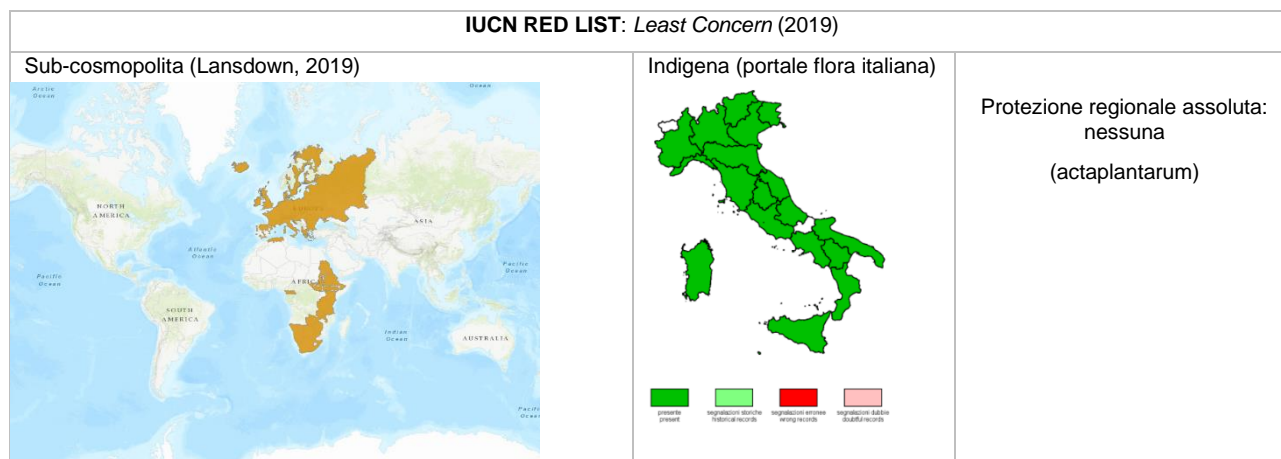 IUCN RED LIST: Least Concern (2019)
Sub-cosmopolita (Lansdown, 2019)
Arctic
Ocean
Ocean
NORTH
AMERICA
ASIA
Atlantic
Ocean
Pacific
Ocean
AFRICA
SOUTH
AMERICA
Indian
Ocean
AUSTRALIA
Indigena (portale flora italiana)
presente
present
segnalazioni storiche
historical records
segnalazioni erronee
wrong records
segnalazioni dubbie
doubtful records
Protezione regionale assoluta:
nessuna
(actaplantarum)